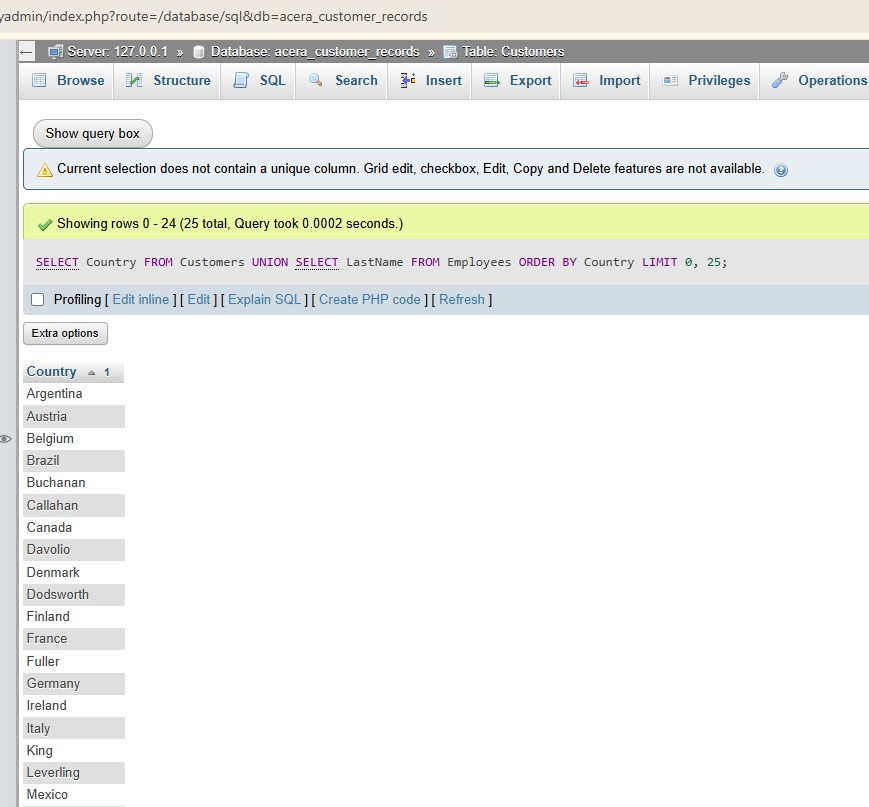 yadmin/index.php?route=/database/sql&db=acera_customer_records
Server: 127.0.0.1 » Database: acera_customer_records » Table: Customers
Browse Structure SQL Search Insert Export Import Privileges Operations
Show query box
Current selection does not contain a unique column. Grid edit, checkbox, Edit, Copy and Delete features are not available.
Showing rows 0 - 24 (25 total, Query took 0.0002 seconds.)
SELECT Country FROM Customers UNION SELECT LastName FROM Employees ORDER BY Country LIMIT 0, 25;
Profiling [ Edit inline ] [ Edit ] [ Explain SQL ] [ Create PHP code ] [ Refresh ]
Extra options
Country 1
Argentina
Austria
Belgium
Brazil
Buchanan
Callahan
Canada
Davolio
Denmark
Dodsworth
Finland
France
Fuller
Germany
Ireland
Italy
King
Leverling
Mexico